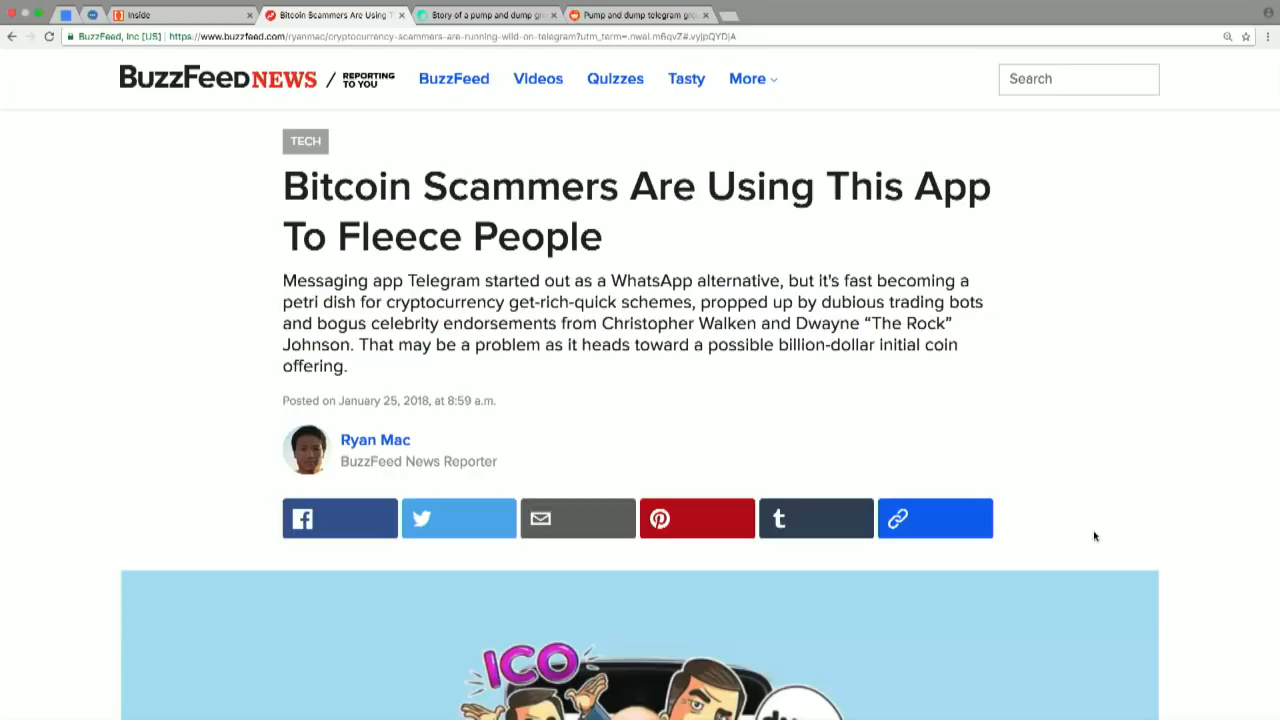 Inside
Bitcoin Scammers Are Using T
Story of a pump and dump gr
Pump and dump telegram gro
BuzzFeed, Inc [US]
BuzzFeedNEWS / REPORTING TO YOU
BuzzFeed
Videos
Quizzes
Tasty
More
Search
TECH
Bitcoin Scammers Are Using This App
To Fleece People
Messaging app Telegram started out as a WhatsApp alternative, but it's fast becoming a
petri dish for cryptocurrency get-rich-quick schemes, propped up by dubious trading bots
and bogus celebrity endorsements from Christopher Walken and Dwayne “The Rock”
Johnson. That may be a problem as it heads toward a possible billion-dollar initial coin
offering.
Posted on January 25, 2018, at 8:59 a.m.
Ryan Mac
BuzzFeed News Reporter
ICO